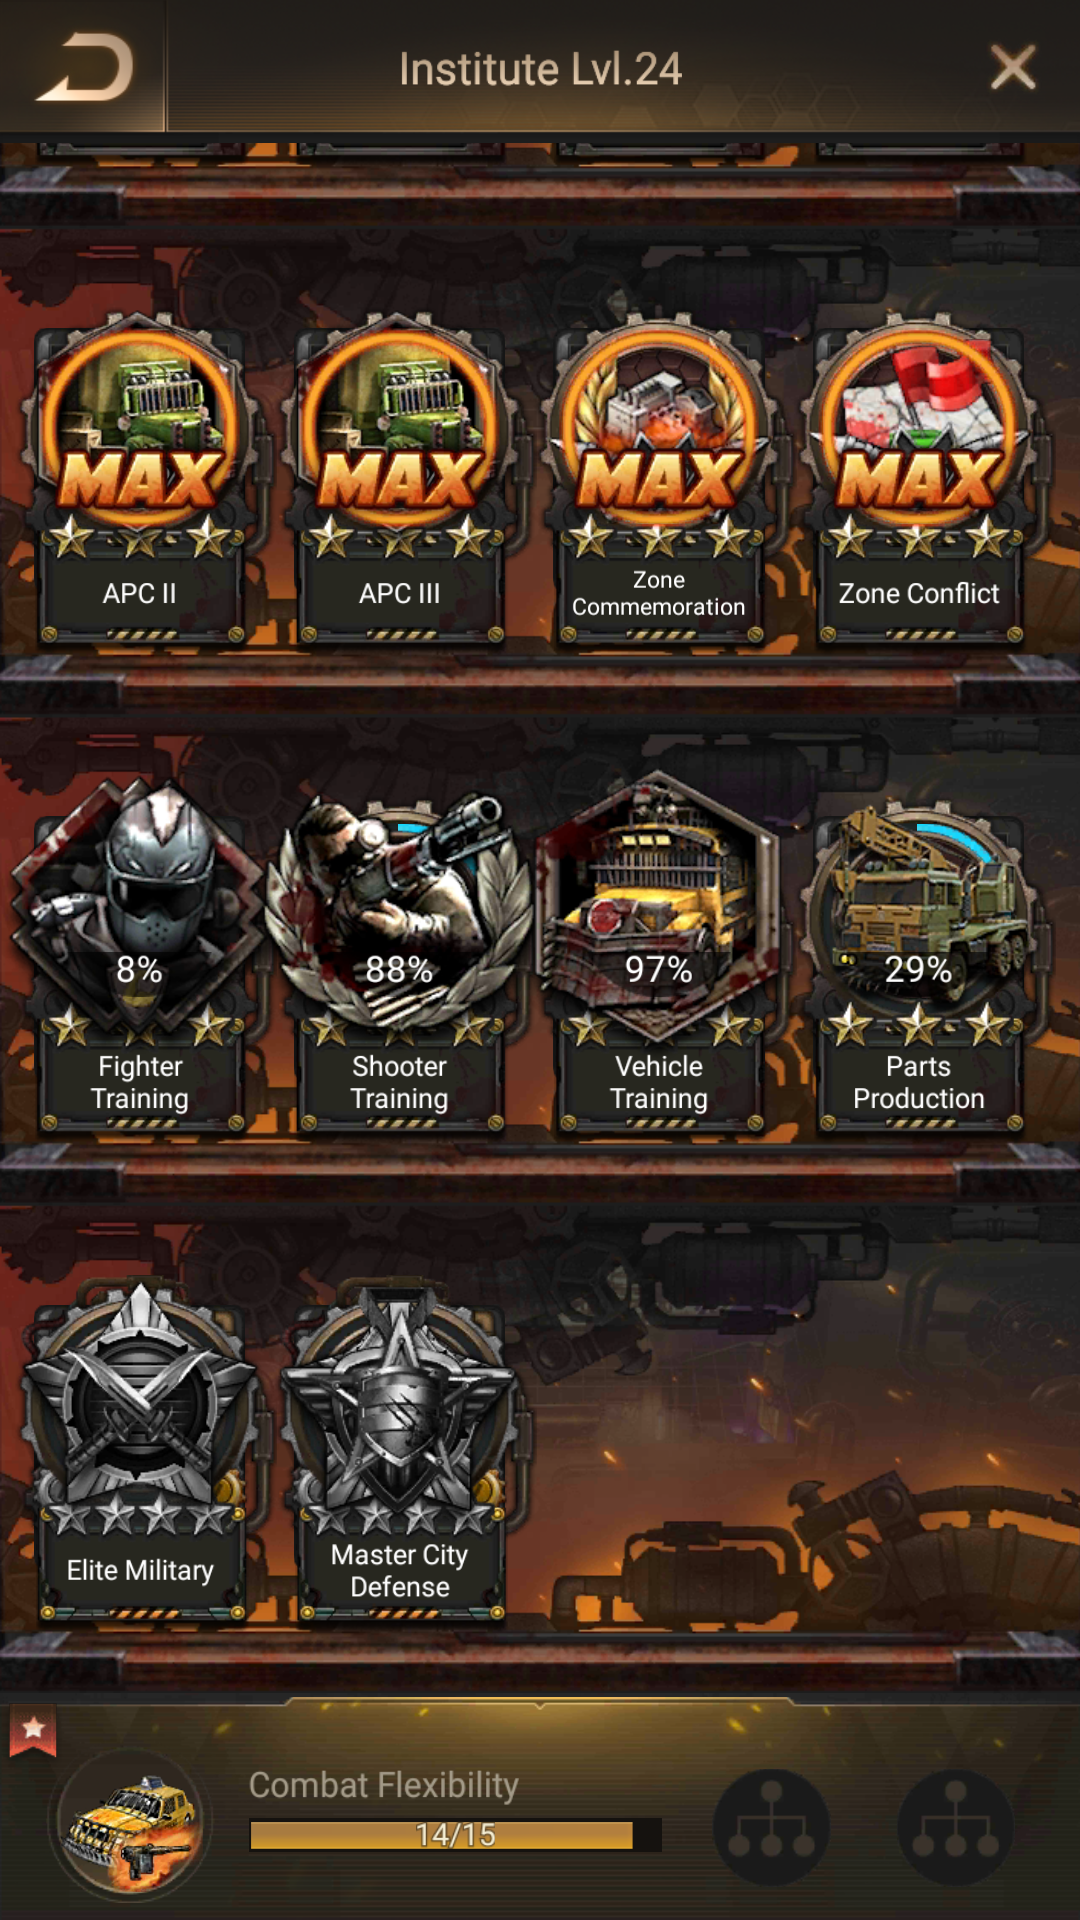 Institute Lvl.24
MAX
MAX
MAX
MAX
APC II
APC III
Zone
Commemoration
Zone Conflict
8%
88%
97%
29%
Fighter
Training
Shooter
Training
Vehicle
Training
Parts
Production
Elite Military
Master City
Defense
Combat Flexibility
14/15